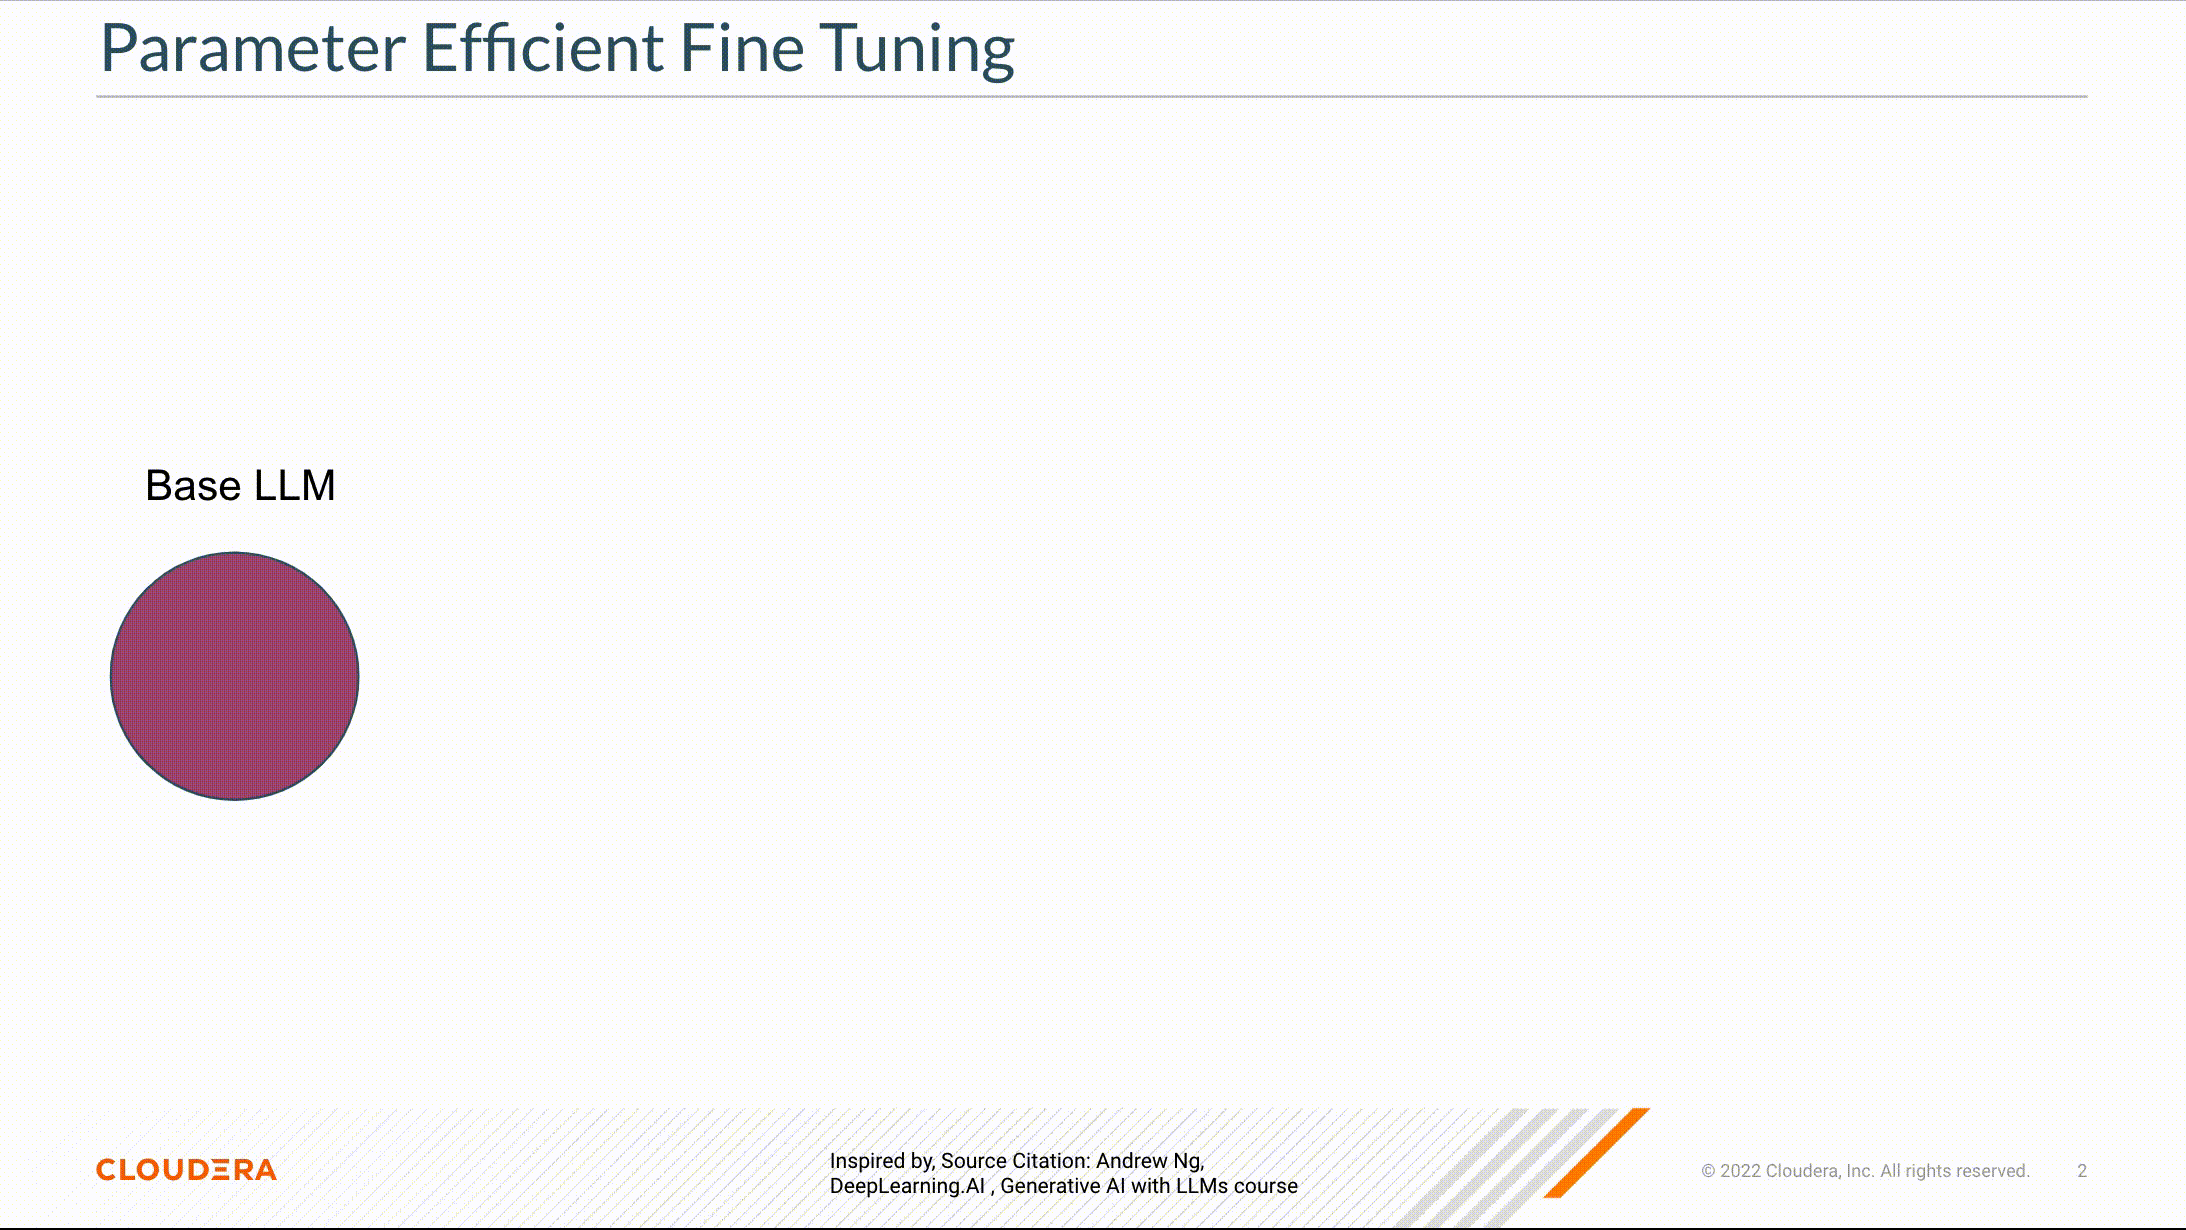 Parameter Efficient Fine Tuning
Base LLM
CLOUDERA
Inspired by, Source Citation: Andrew Ng,
DeepLearning.AI , Generative AI with LLMs course
© 2022 Cloudera, Inc. All rights reserved.
2